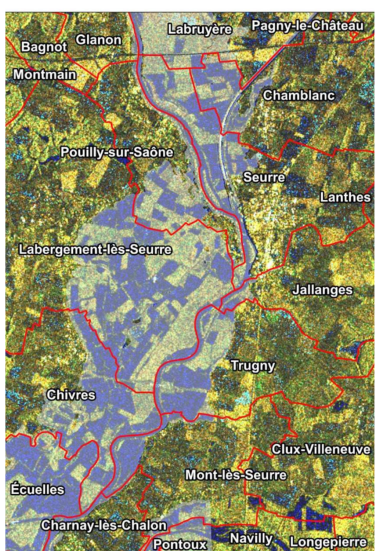 Labruyère
Pagny-le-Château
Glanon
Bagnot
Montmain
Chamblanc
Pouilly-sur-Saône
Seurre
Lanthes
Labergement-lès-Seurre
Jallanges
Trugny
Chivres
Clux-Villeneuve
Mont-lès-Seurre
Écuelles
Charnay-lès-Chalon
Pontoux
Navilly
Longepierre